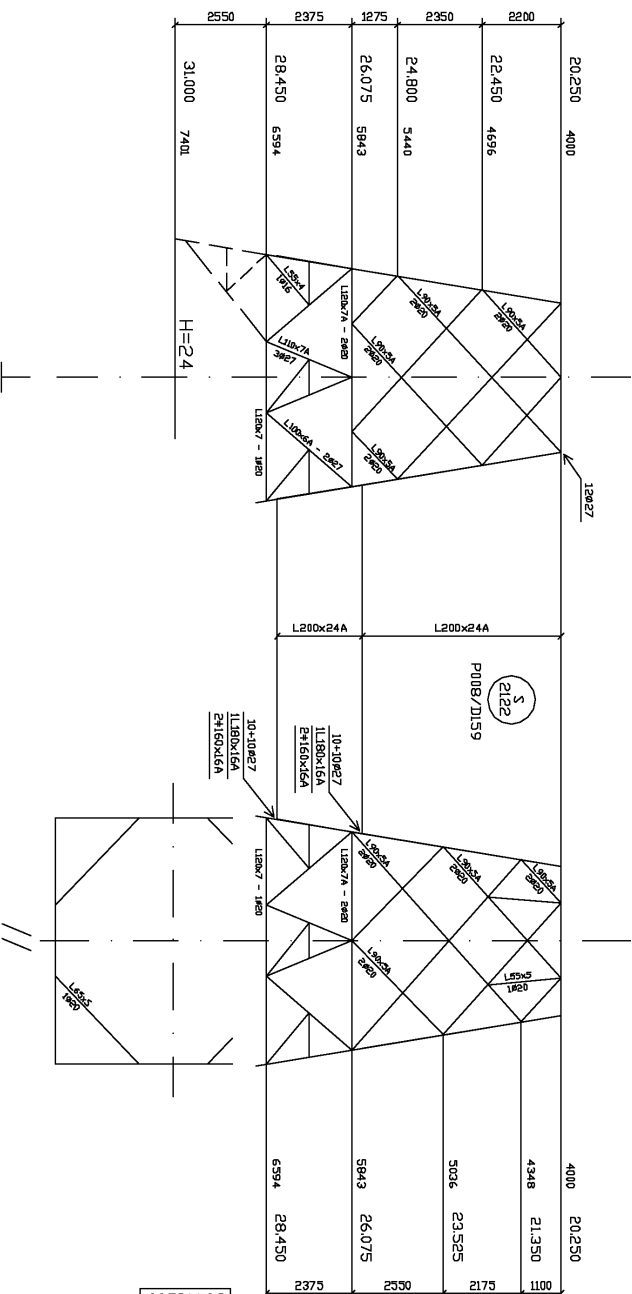 2550
2375
1275
2350
2200
31.000
28.450
26.075
24.800
22.450
20.250
7401
6594
5843
5440
4696
4000
L55x4
1ø16
L120x7A - 2ø20
L90x5A
2ø20
L90x5A
2ø20
L90x5A
2ø20
L110x7A
3ø27
L100x6A - 2ø27
L90x5A
2ø20
L120x7 - 1ø20
H=24
12ø27
L200x24A
L200x24A
S
2122
P008/D159
10+10ø27
1L180x16A
2≠160x16A
10+10ø27
1L180x16A
2≠160x16A
L120x7 - 1ø20
L120x7A - 2ø20
L90x5A
2ø20
L90x5A
2ø20
L90x5A
2ø20
L90x5A
2ø20
L55x5
1ø20
L65x5
1ø20
6594
5843
5036
4348
4000
28.450
26.075
23.525
21.350
20.250
2375
2550
2175
1100